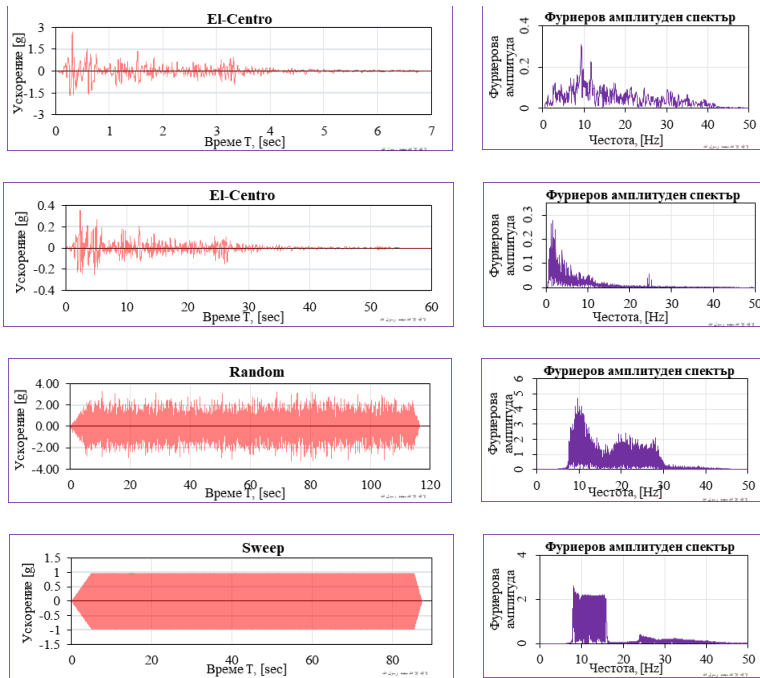 El-Centro
Ускорение [g]
3
1.5
0
-1.5
-3
0 1 2 3 4 5 6 7
Време T, [sec]
Фуриеров амплитуден спектър
Фуриерова
амплитуда
0.4
0.2
0
0 10 20 30 40 50
Честота, [Hz]
El-Centro
Ускорение [g]
0.4
0.2
0
-0.2
-0.4
0 10 20 30 40 50 60
Време T, [sec]
Фуриеров амплитуден спектър
Фуриерова
амплитуда
0.3
0.2
0.1
0
0 10 20 30 40 50
Честота, [Hz]
Random
Ускорение [g]
4.00
2.00
0.00
-2.00
-4.00
0 20 40 60 80 100 120
Време T, [sec]
Фуриеров амплитуден спектър
Фуриерова
амплитуда
6
5
4
3
2
1
0
0 10 20 30 40 50
Честота, [Hz]
Sweep
Ускорение [g]
1.5
1
0.5
0
-0.5
-1
-1.5
0 20 40 60 80
Време T, [sec]
Фуриеров амплитуден спектър
Фуриерова
амплитуда
4
2
0
0 10 20 30 40 50
Честота, [Hz]